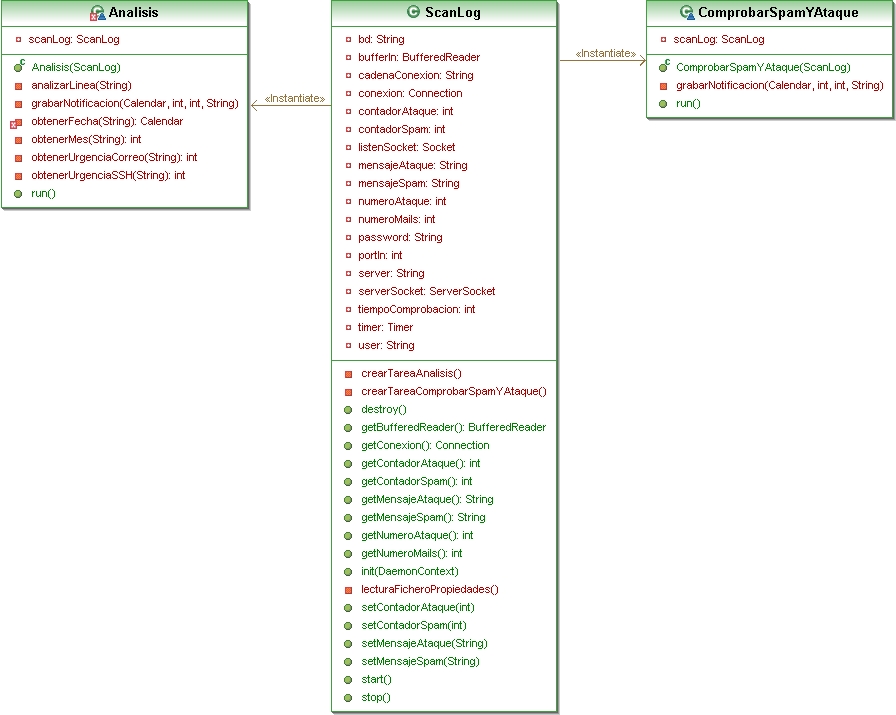 Analisis
scanLog: ScanLog
Analisis(ScanLog)
analizarLinea(String)
grabarNotificacion(Calendar, int, int, String)
obtenerFecha(String): Calendar
obtenerMes(String): int
obtenerUrgenciaCorreo(String): int
obtenerUrgenciaSSH(String): int
run()
«Instantiate»
ScanLog
bd: String
bufferIn: BufferedReader
cadenaConexion: String
conexion: Connection
contadorAtaque: int
contadorSpam: int
listenSocket: Socket
mensajeAtaque: String
mensajeSpam: String
numeroAtaque: int
numeroMails: int
password: String
portIn: int
server: String
serverSocket: ServerSocket
tiempoComprobacion: int
timer: Timer
user: String
crearTareaAnalisis()
crearTareaComprobarSpamYAtaque()
destroy()
getBufferedReader(): BufferedReader
getConexion(): Connection
getContadorAtaque(): int
getContadorSpam(): int
getMensajeAtaque(): String
getMensajeSpam(): String
getNumeroAtaque(): int
getNumeroMails(): int
init(DaemonContext)
lecturaFicheroPropiedades()
setContadorAtaque(int)
setContadorSpam(int)
setMensajeAtaque(String)
setMensajeSpam(String)
start()
stop()
«Instantiate»
ComprobarSpamYAtaque
scanLog: ScanLog
ComprobarSpamYAtaque(ScanLog)
grabarNotificacion(Calendar, int, int, String)
run()